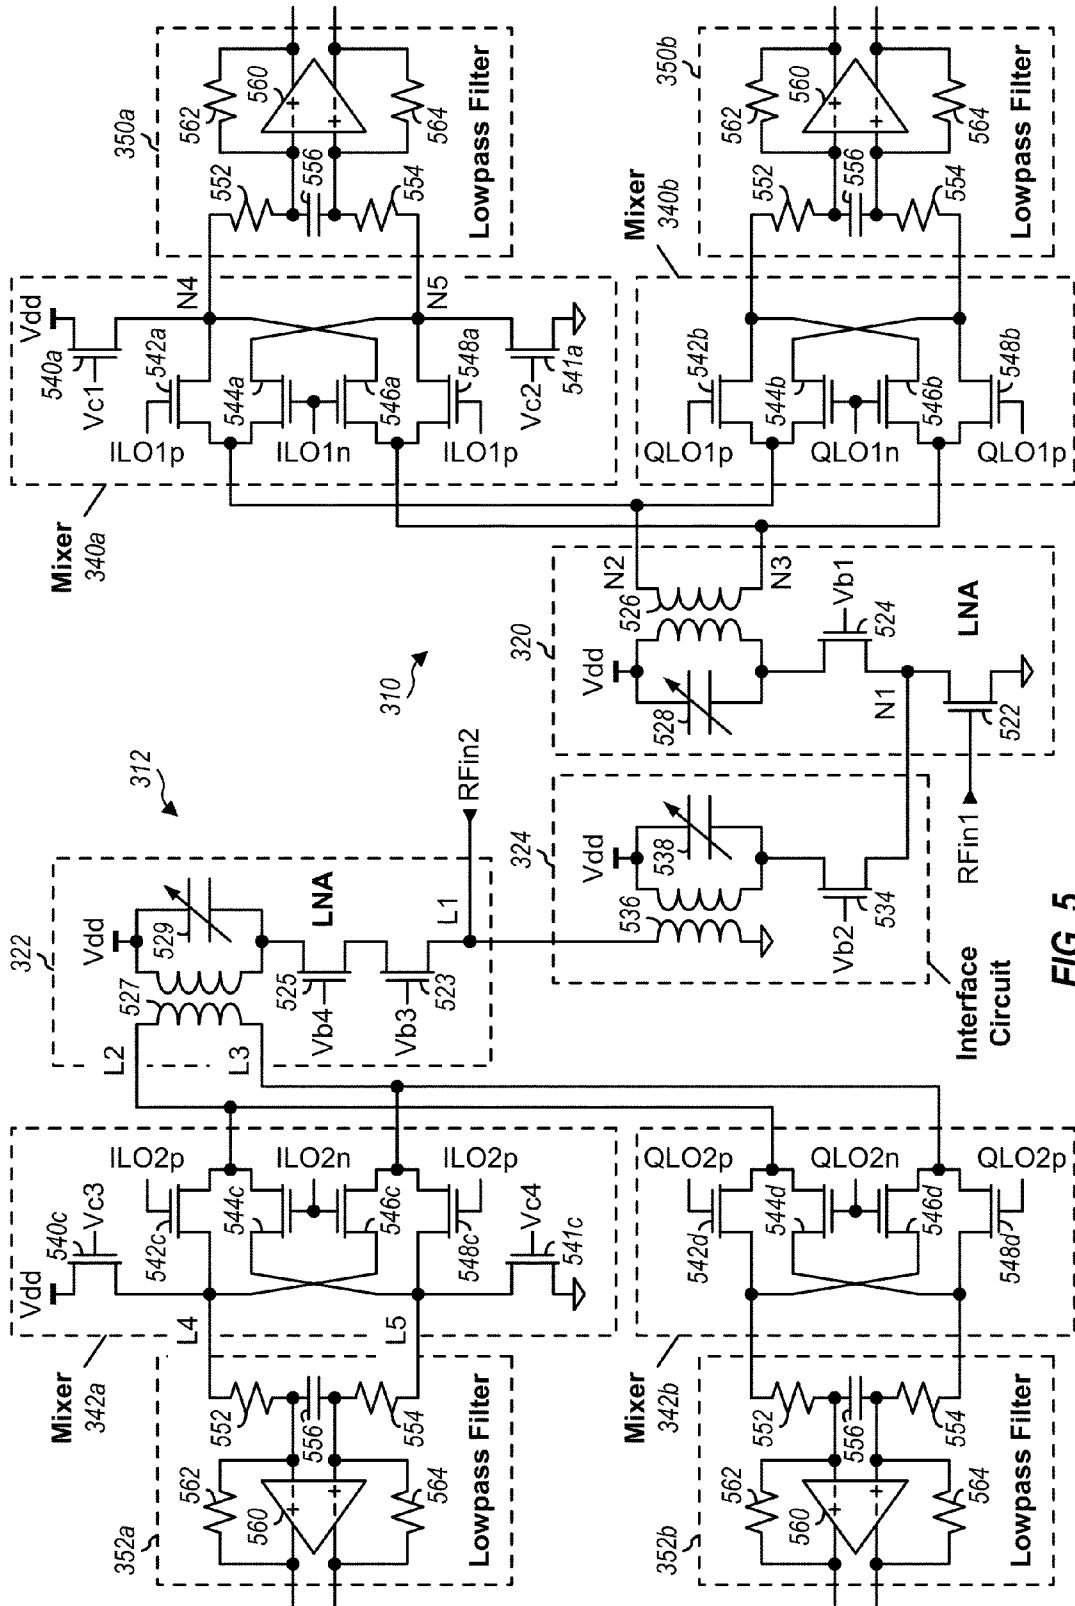 350a
562
560
+
−
+
−
564
552
556
554
Lowpass Filter
350b
562
560
+
−
+
−
564
552
556
554
Lowpass Filter
Vdd
540a
Vc1
N4
542a
544a
546a
N5
548a
541a
Vc2
ILO1p
ILO1n
ILO1p
Mixer
340a
Mixer
340b
542b
544b
546b
548b
QLO1p
QLO1n
QLO1p
310
320
Vdd
528
526
N2
N3
Vb1
524
N1
522
LNA
RFin1
324
Vdd
538
536
Vb2
534
Interface
Circuit
312
RFin2
322
Vdd
529
527
LNA
525
Vb4
523
Vb3
L1
L2
L3
Vdd
540c
Vc3
ILO2p
ILO2n
ILO2p
542c
544c
546c
548c
541c
Vc4
L4
L5
Mixer
342a
QLO2p
QLO2n
QLO2p
542d
544d
546d
548d
Mixer
342b
352a
562
560
+
−
+
−
564
552
556
554
Lowpass Filter
352b
562
560
+
−
+
−
564
552
556
554
Lowpass Filter
FIG. 5